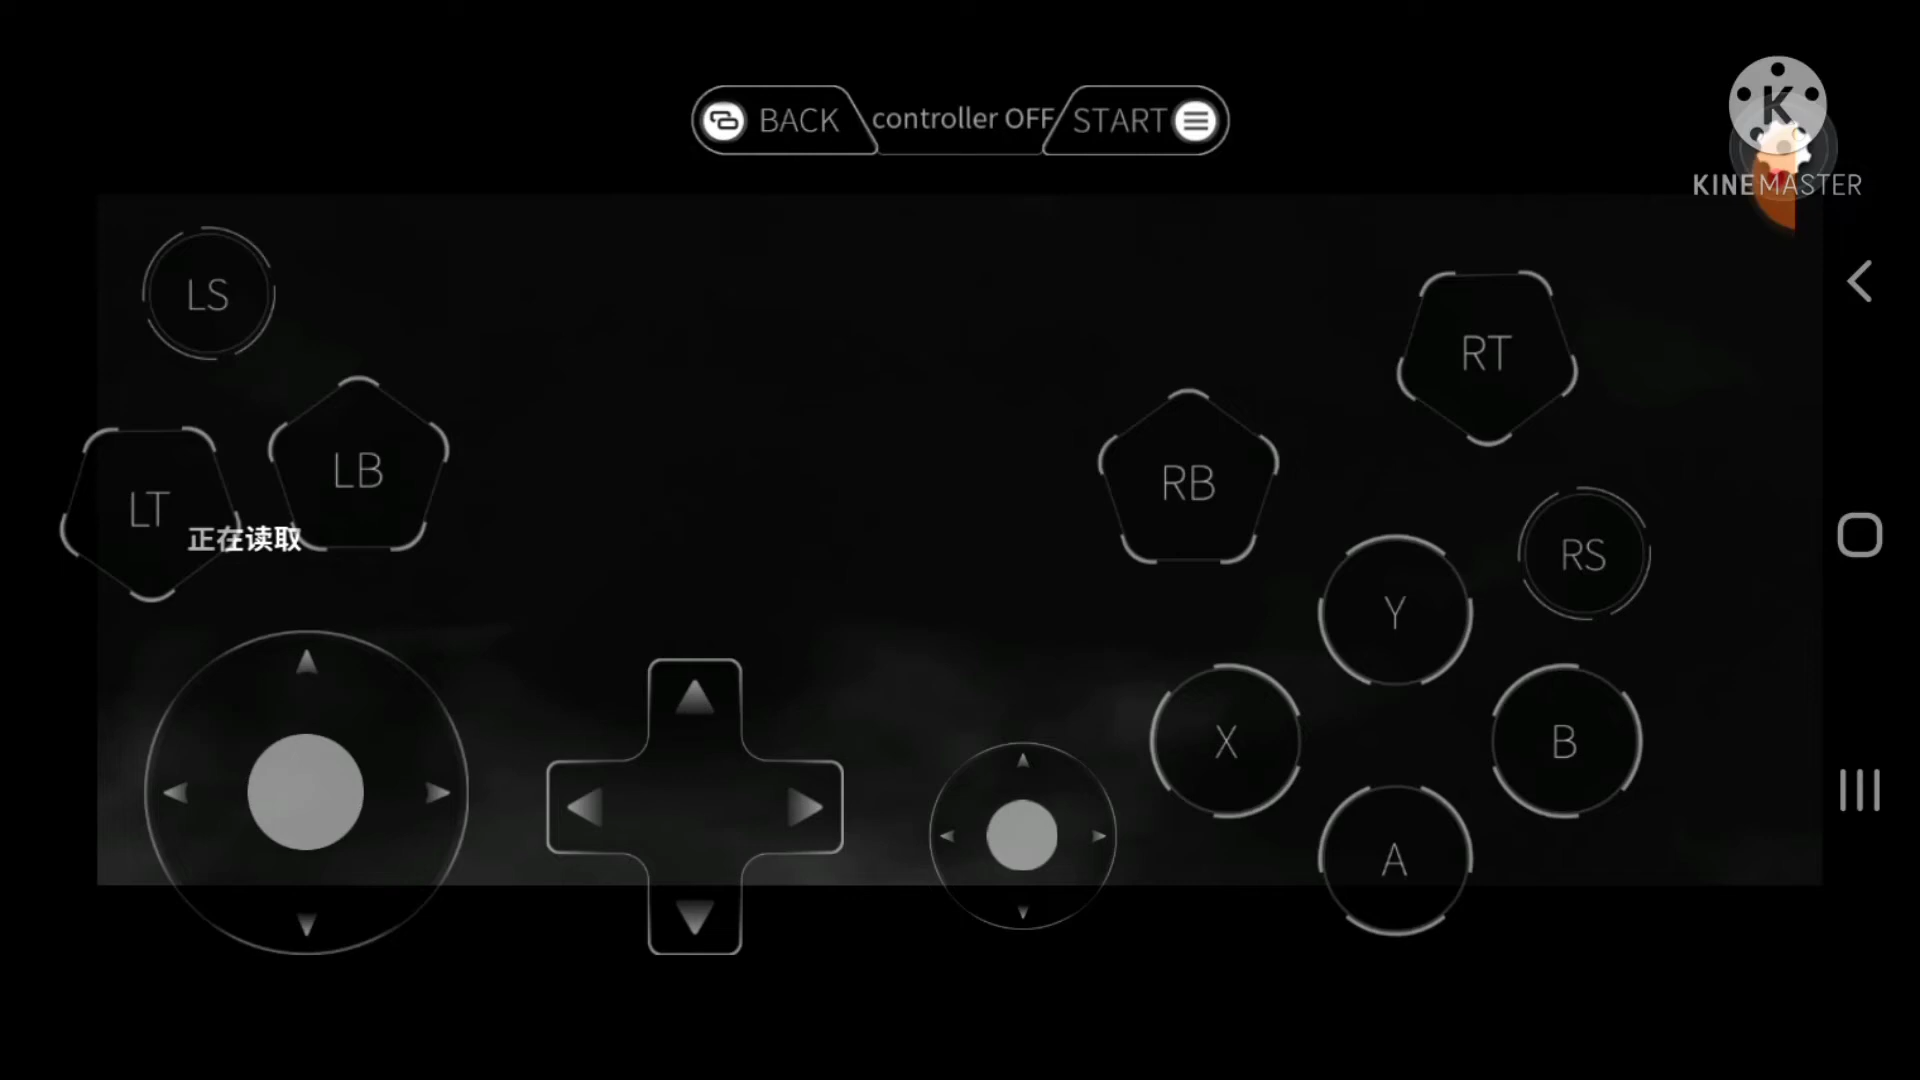 BACK controller OFF START
K
KINEMASTER
LS
RT
LB
RB
LT
正在读取
RS
Y
X
B
A